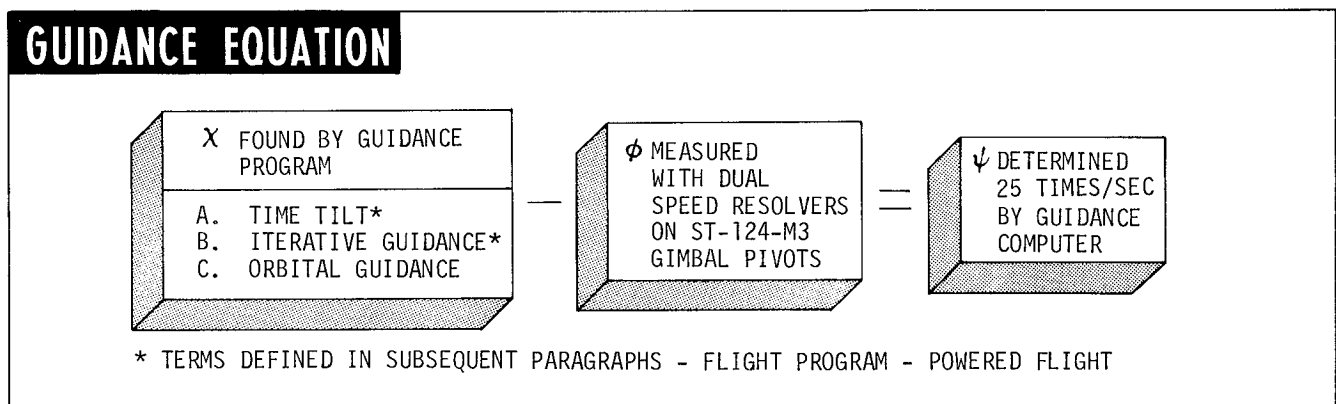 GUIDANCE EQUATION
χ FOUND BY GUIDANCE
PROGRAM
A. TIME TILT*
B. ITERATIVE GUIDANCE*
C. ORBITAL GUIDANCE
−
ϕ MEASURED
WITH DUAL
SPEED RESOLVERS
ON ST-124-M3
GIMBAL PIVOTS
=
ψ DETERMINED
25 TIMES/SEC
BY GUIDANCE
COMPUTER
* TERMS DEFINED IN SUBSEQUENT PARAGRAPHS - FLIGHT PROGRAM - POWERED FLIGHT